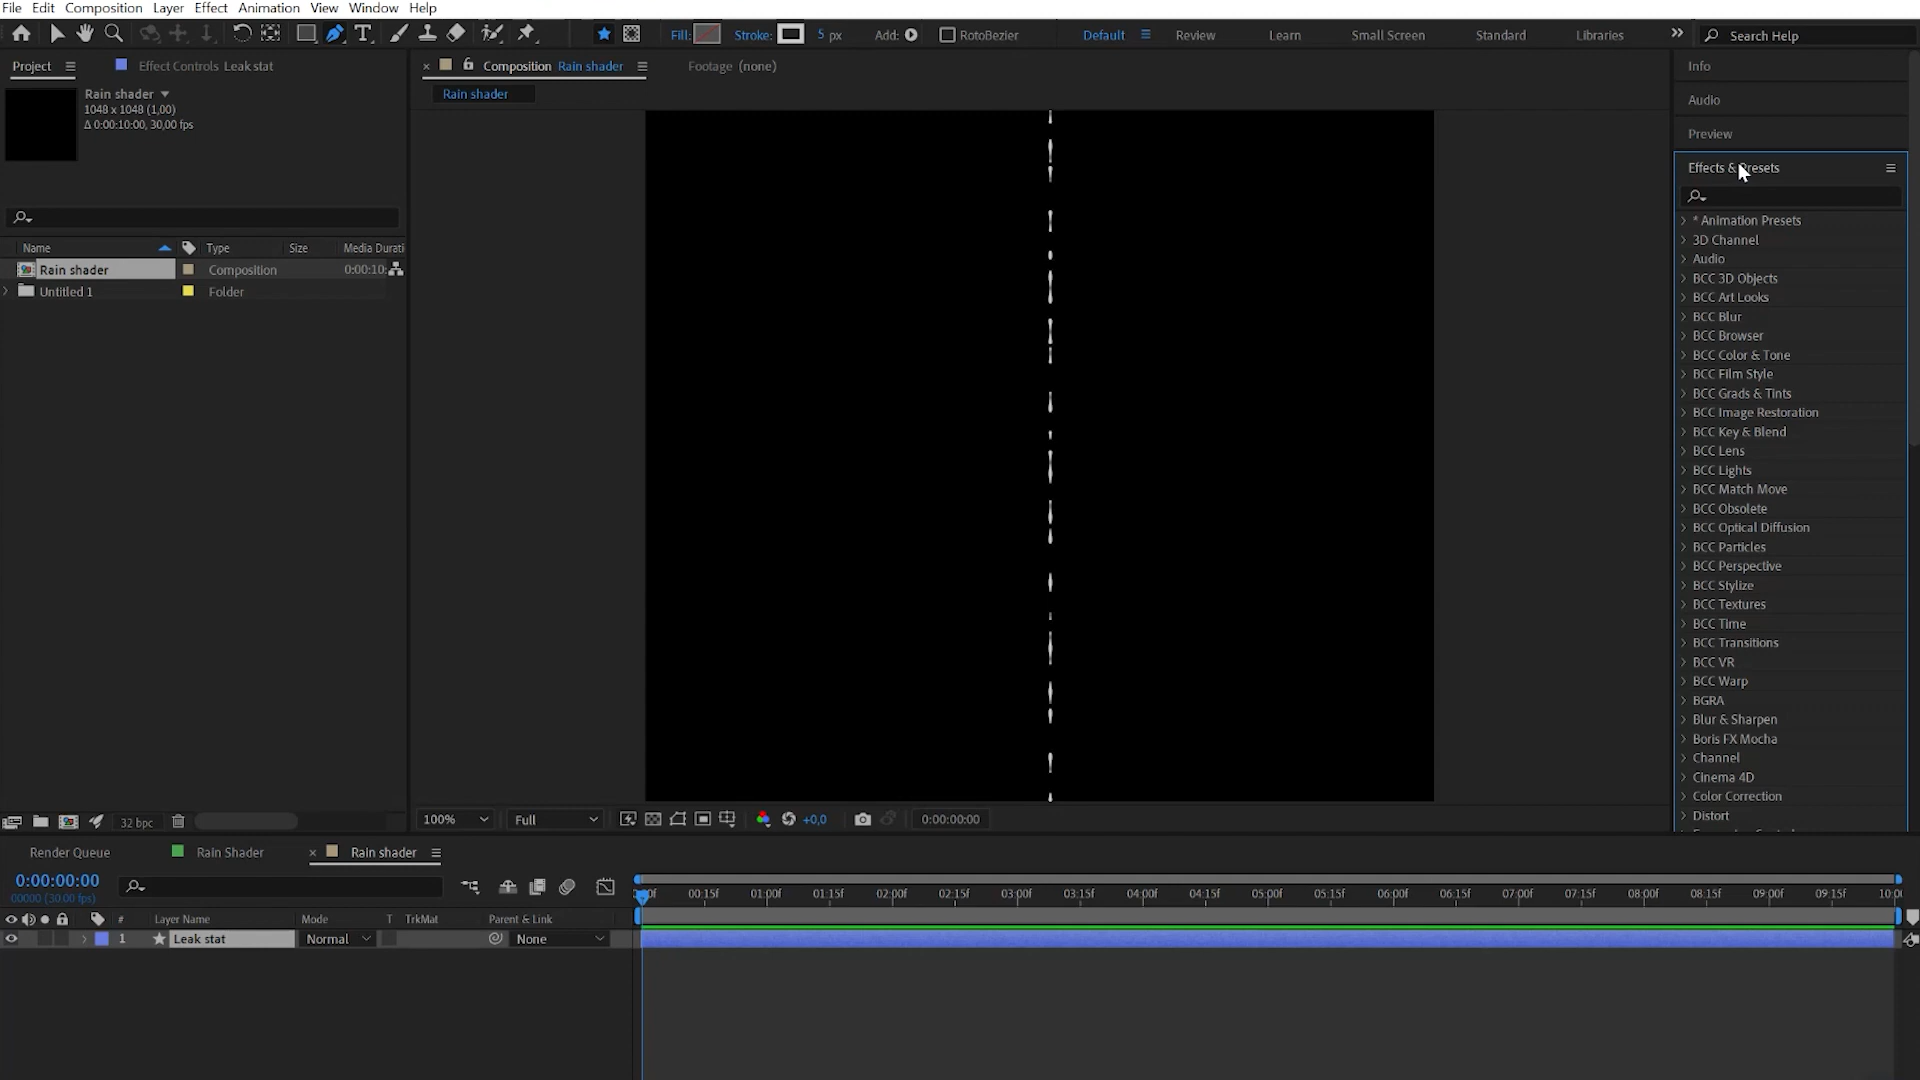 File Edit Composition Layer Effect Animation View Window Help
Fill: Stroke: 5 px Add: RotoBezier Default Review Learn Small Screen Standard Libraries Search Help
Project Effect Controls Leak stat
Composition Rain shader Footage (none)
Rain shader
Rain shader
1048 x 1048 (1,00)
Δ 0:00:10:00, 30,00 fps
Name Type Size Media Durati
Rain shader Composition 0:00:10:
Untitled 1 Folder
32 bpc
100% Full +0,0 0:00:00:00
Info
Audio
Preview
Effects & Presets
* Animation Presets
3D Channel
Audio
BCC 3D Objects
BCC Art Looks
BCC Blur
BCC Browser
BCC Color & Tone
BCC Film Style
BCC Grads & Tints
BCC Image Restoration
BCC Key & Blend
BCC Lens
BCC Lights
BCC Match Move
BCC Obsolete
BCC Optical Diffusion
BCC Particles
BCC Perspective
BCC Stylize
BCC Textures
BCC Time
BCC Transitions
BCC VR
BCC Warp
BGRA
Blur & Sharpen
Boris FX Mocha
Channel
Cinema 4D
Color Correction
Distort
Render Queue Rain Shader Rain shader
0:00:00:00
00000 (30.00 fps)
00:15f 01:00f 01:15f 02:00f 02:15f 03:00f 03:15f 04:00f 04:15f 05:00f 05:15f 06:00f 06:15f 07:00f 07:15f 08:00f 08:15f 09:00f 09:15f 10:0
# Layer Name Mode T TrkMat Parent & Link
1 Leak stat Normal None